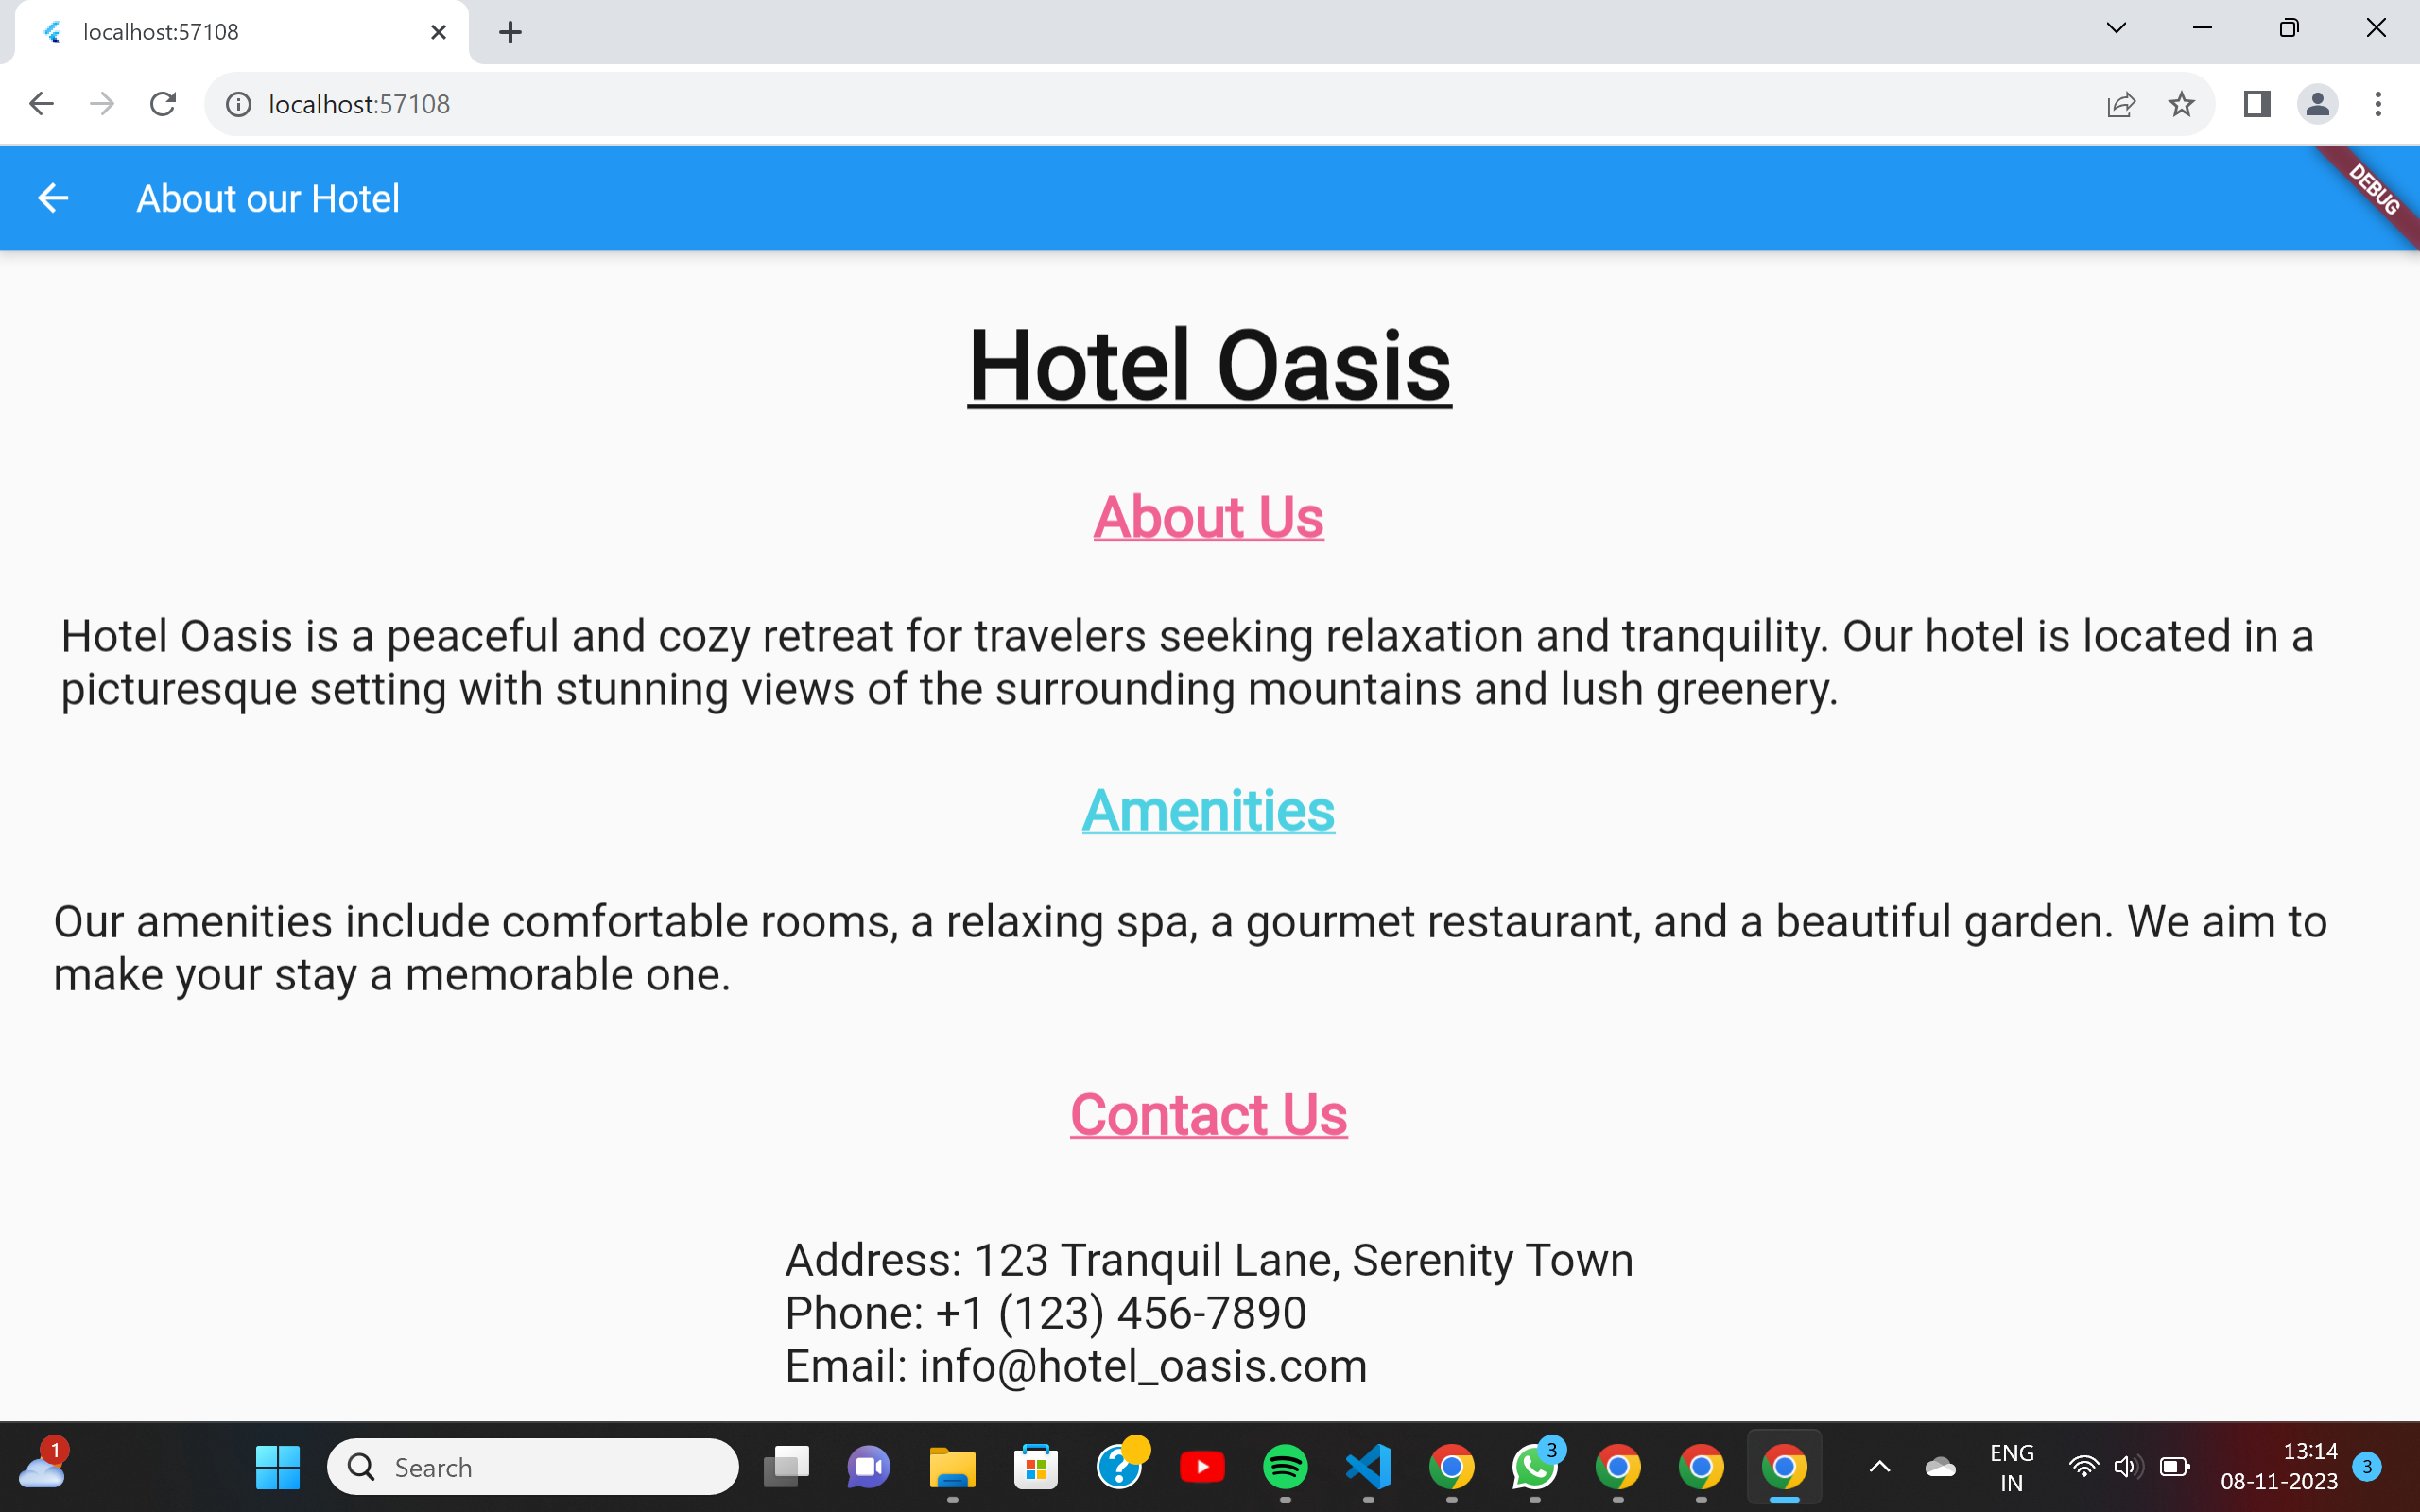 localhost:57108
localhost:57108
About our Hotel
DEBUG
Hotel Oasis
About Us
Hotel Oasis is a peaceful and cozy retreat for travelers seeking relaxation and tranquility. Our hotel is located in a
picturesque setting with stunning views of the surrounding mountains and lush greenery.
Amenities
Our amenities include comfortable rooms, a relaxing spa, a gourmet restaurant, and a beautiful garden. We aim to
make your stay a memorable one.
Contact Us
Address: 123 Tranquil Lane, Serenity Town
Phone: +1 (123) 456-7890
Email: info@hotel_oasis.com
1
Search
3
ENG
IN
13:14
08-11-2023
3